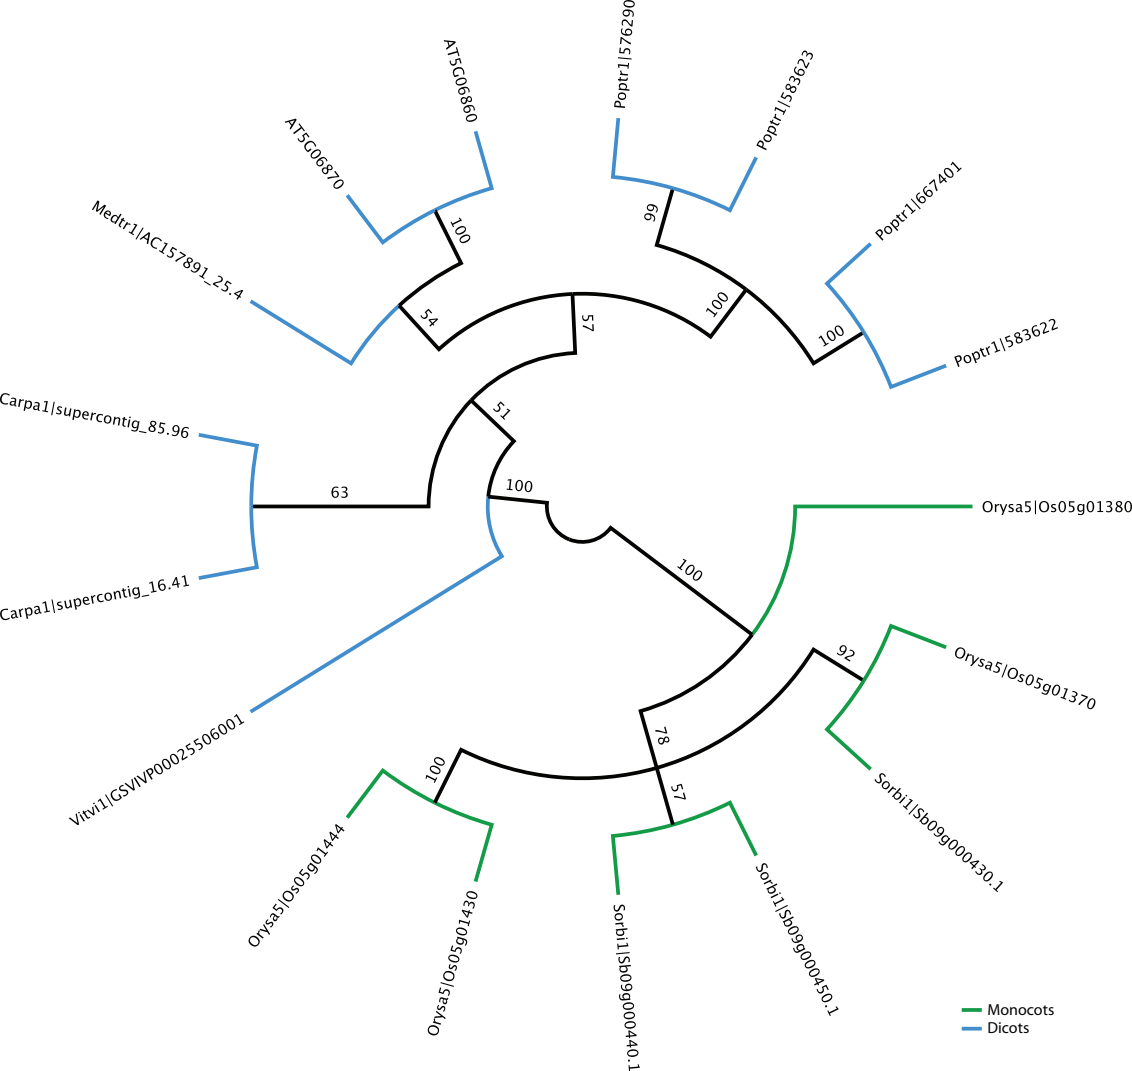 Poptr1|576290
AT5G06860
Poptr1|583623
AT5G06870
Poptr1|667401
Medtr1|AC157891_25.4
99
100
100
54
57
100
Poptr1|583622
Carpa1|supercontig_85.96
51
63
100
Orysa5|Os05g01380
Carpa1|supercontig_16.41
100
92
Orysa5|Os05g01370
Vitvi1|GSVIVP00025506001
78
100
57
Sorbi1|Sb09g000430.1
Orysa5|Os05g01444
Orysa5|Os05g01430
Sorbi1|Sb09g000440.1
Sorbi1|Sb09g000450.1
Monocots
Dicots